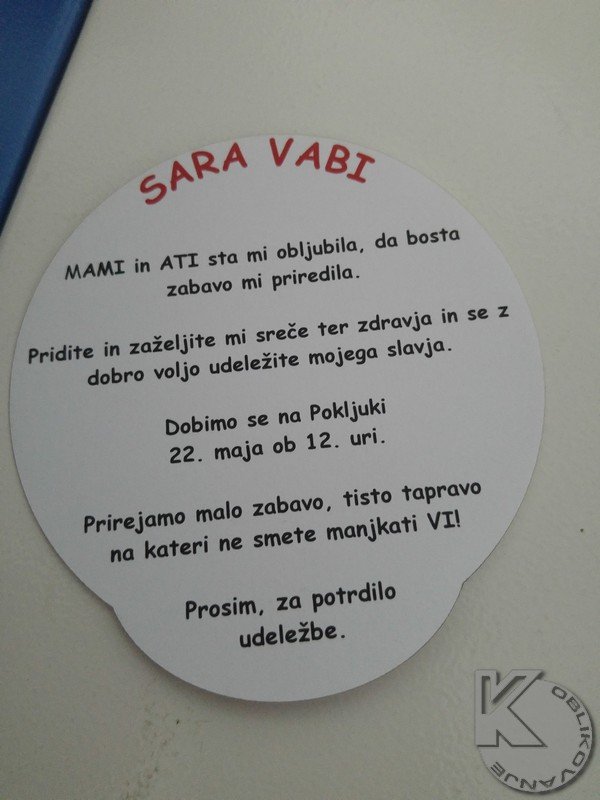 SARA VABI
MAMI in ATI sta mi obljubila, da bosta
zabavo mi priredila.
Pridite in zaželjite mi sreče ter zdravja in se z
dobro voljo udeležite mojega slavja.
Dobimo se na Pokljuki
22. maja ob 12. uri.
Prirejamo malo zabavo, tisto tapravo
na kateri ne smete manjkati VI!
Prosim, za potrdilo
udeležbe.
K
OBLIKOVANJE